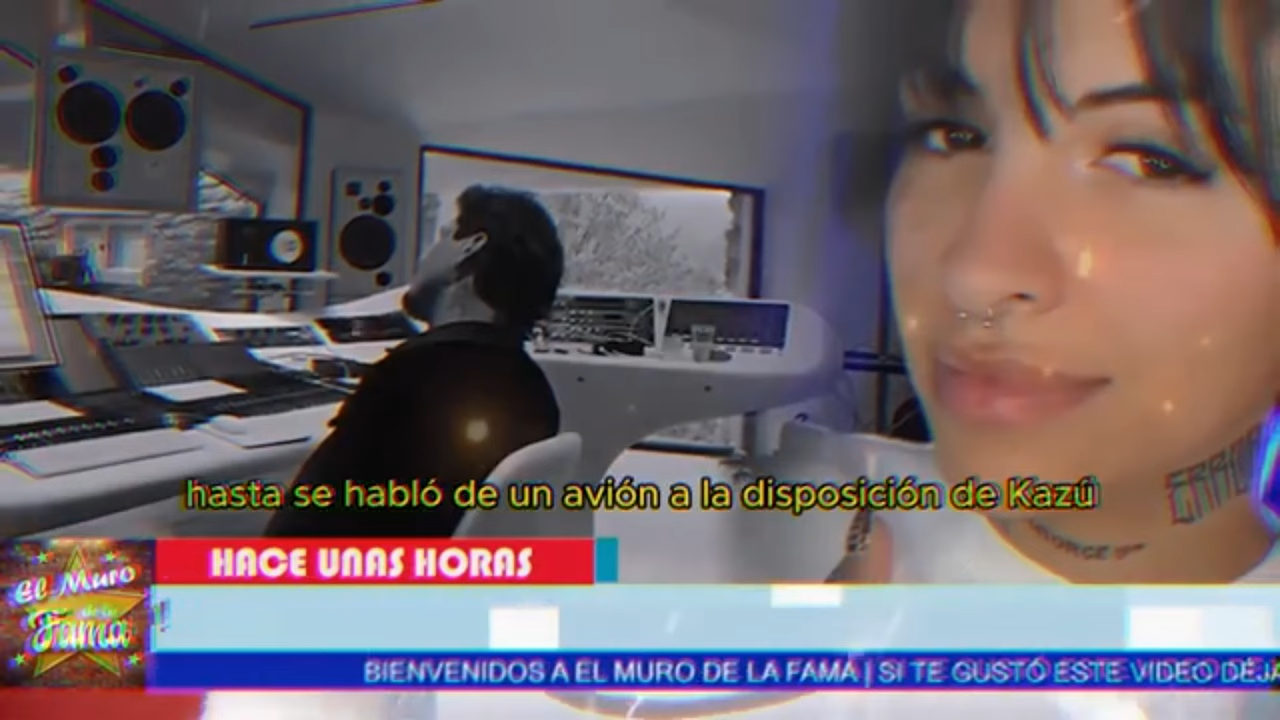 hasta se habló de un avión a la disposición de Kazú
HACE UNAS HORAS
El Muro
de la
Fama
BIENVENIDOS A EL MURO DE LA FAMA | SI TE GUSTÓ ESTE VIDEO DEJA